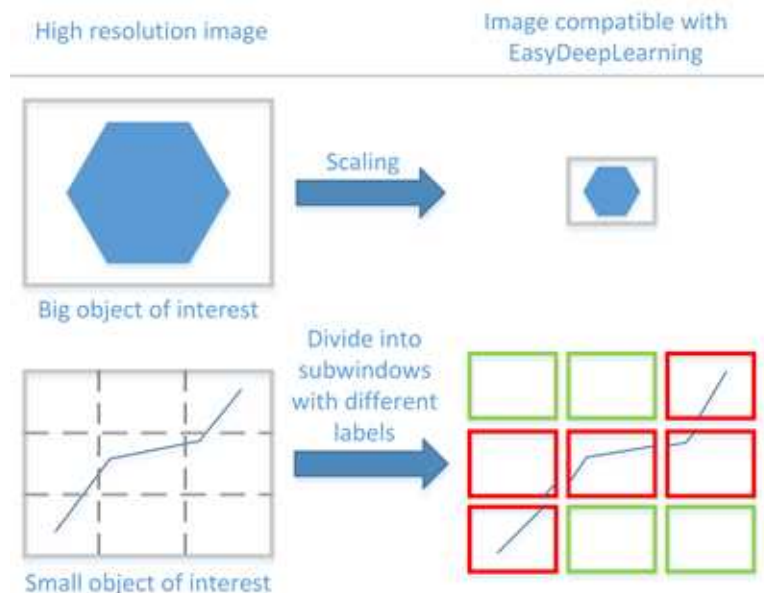 High resolution image
Image compatible with
EasyDeepLearning
Scaling
Big object of interest
Divide into
subwindows
with different
labels
Small object of interest